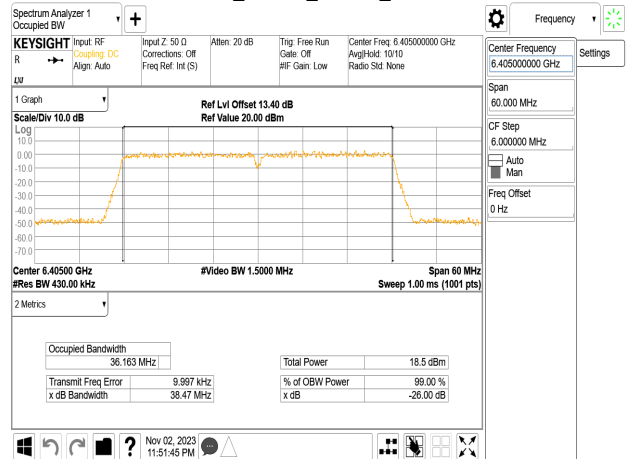 Spectrum Analyzer 1
Occupied BW
+
Frequency
KEYSIGHT
R
Input: RF
Coupling: DC
Align: Auto
Input Z: 50 Ω
Corrections: Off
Freq Ref: Int (S)
Atten: 20 dB
Trig: Free Run
Gate: Off
#IF Gain: Low
Center Freq: 6.405000000 GHz
Avg|Hold: 10/10
Radio Std: None
Center Frequency
6.405000000 GHz
Settings
Span
60.000 MHz
CF Step
6.000000 MHz
Auto
Man
Freq Offset
0 Hz
1 Graph
Scale/Div 10.0 dB
Ref Lvl Offset 13.40 dB
Ref Value 20.00 dBm
Log
10.0
0.00
-10.0
-20.0
-30.0
-40.0
-50.0
-60.0
-70.0
Center 6.40500 GHz
#Video BW 1.5000 MHz
Span 60 MHz
#Res BW 430.00 kHz
Sweep 1.00 ms (1001 pts)
2 Metrics
Occupied Bandwidth
36.163 MHz
Total Power 18.5 dBm
Transmit Freq Error 9.997 kHz
% of OBW Power 99.00 %
x dB Bandwidth 38.47 MHz
x dB -26.00 dB
?
Nov 02, 2023
11:51:45 PM